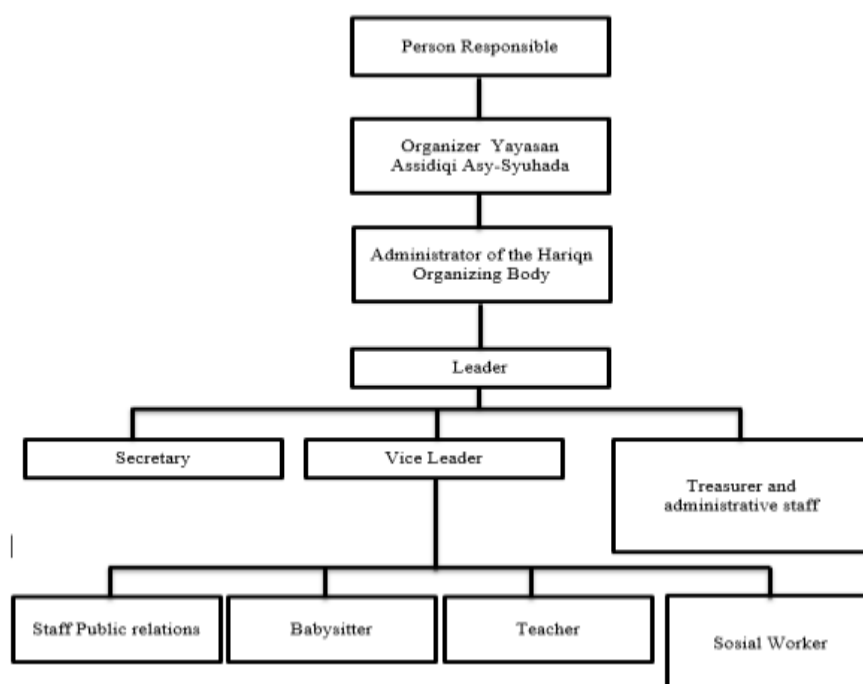 Person Responsible
Organizer Yayasan
Assidiqi Asy-Syuhada
Administrator of the Hariqn
Organizing Body
Leader
Secretary
Vice Leader
Treasurer and
administrative staff
Staff Public relations
Babysitter
Teacher
Sosial Worker